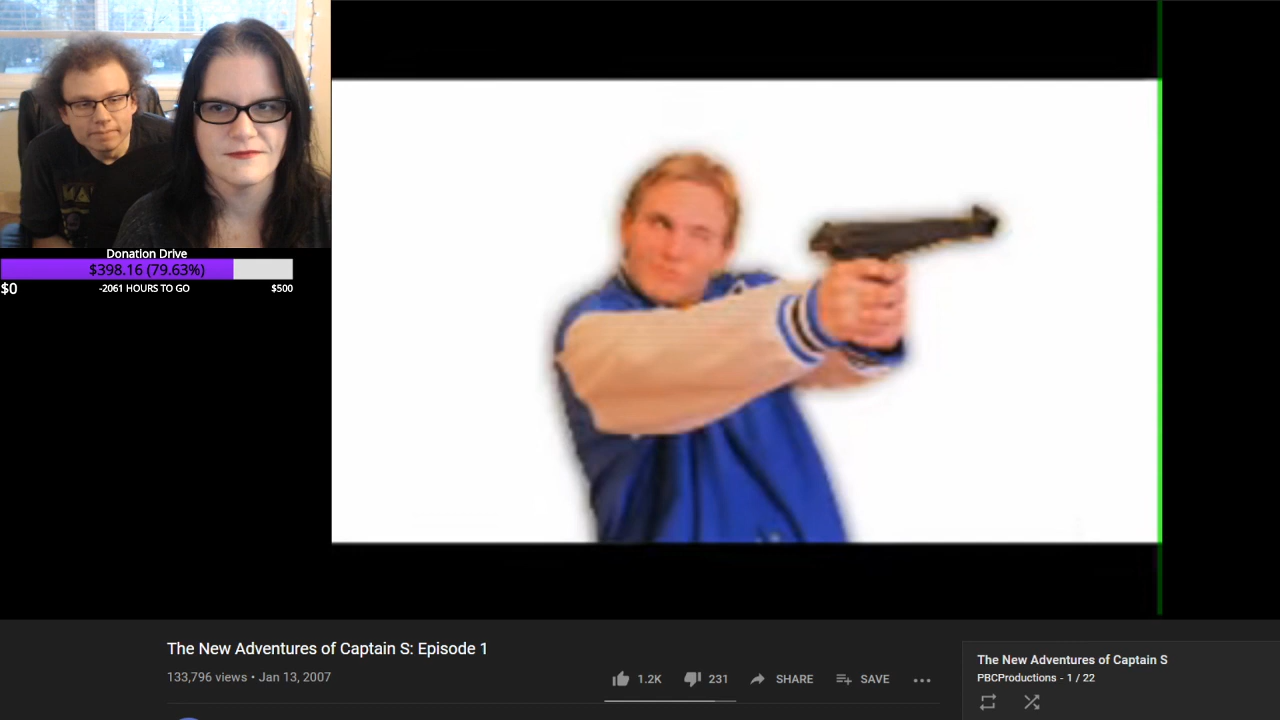 Donation Drive
$398.16 (79.63%)
$0
-2061 HOURS TO GO
$500
The New Adventures of Captain S: Episode 1
133,796 views • Jan 13, 2007
1.2K
231
SHARE
SAVE
The New Adventures of Captain S
PBCProductions - 1 / 22